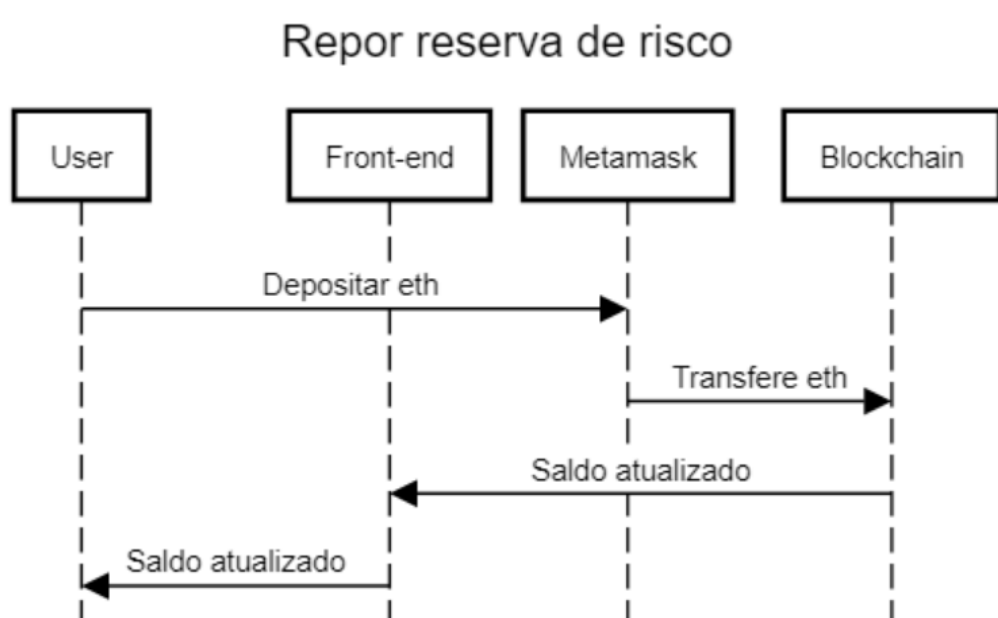 Repor reserva de risco
User
Front-end
Metamask
Blockchain
Depositar eth
Transfere eth
Saldo atualizado
Saldo atualizado